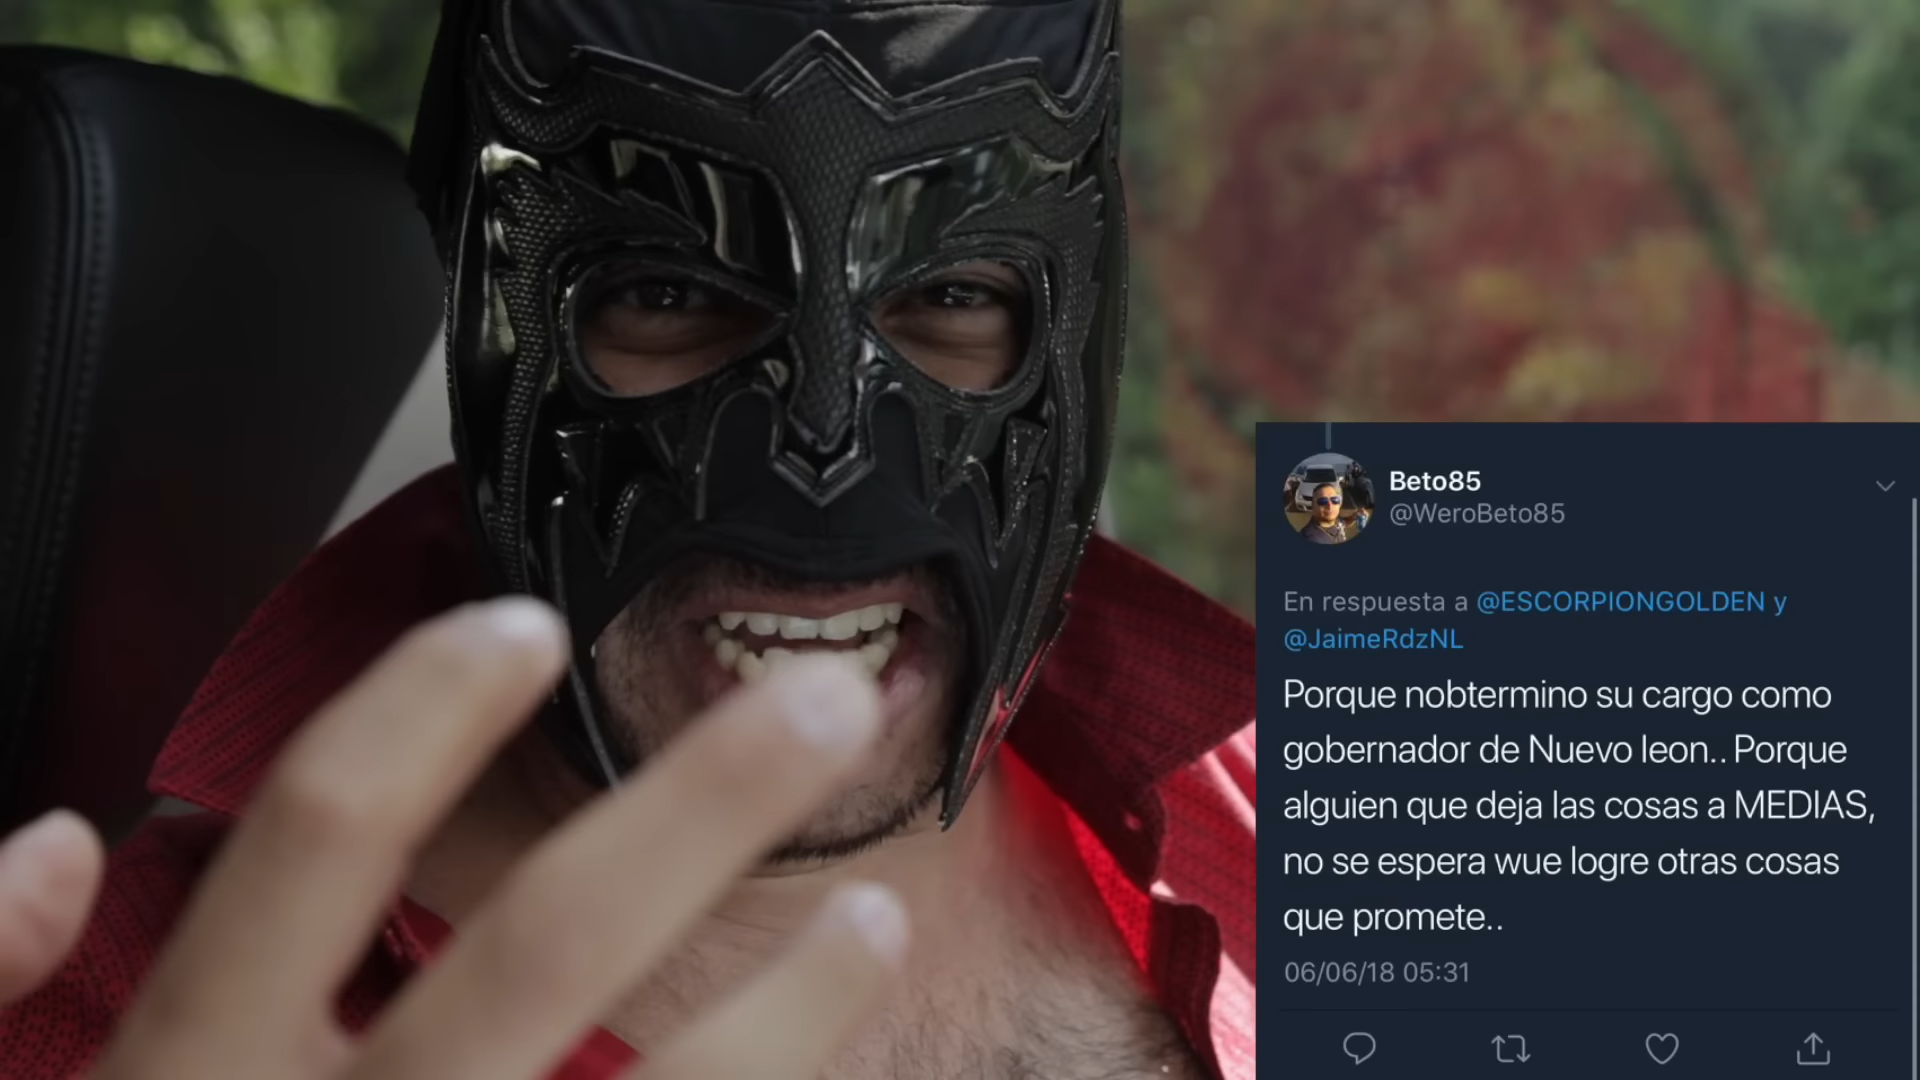 Beto85
@WeroBeto85
En respuesta a @ESCORPIONGOLDEN y
@JaimeRdzNL
Porque nobtermino su cargo como
gobernador de Nuevo leon.. Porque
alguien que deja las cosas a MEDIAS,
no se espera wue logre otras cosas
que promete..
06/06/18 05:31